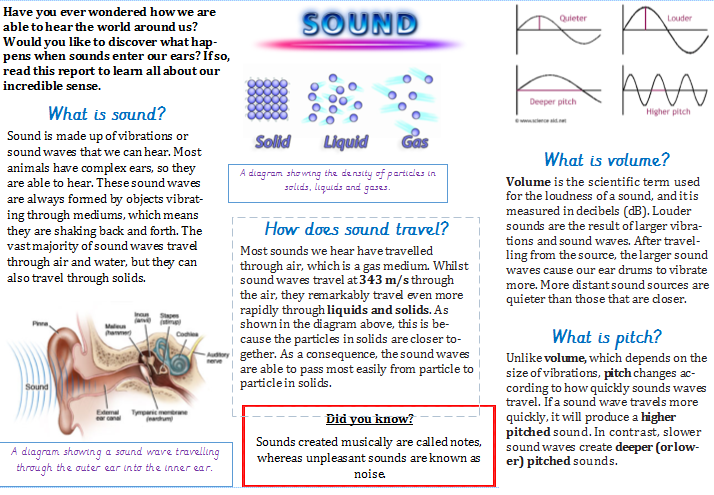 Have you ever wondered how we are
able to hear the world around us?
Would you like to discover what hap-
pens when sounds enter our ears? If so,
read this report to learn all about our
incredible sense.
What is sound?
Sound is made up of vibrations or
sound waves that we can hear. Most
animals have complex ears, so they
are able to hear. These sound waves
are always formed by objects vibrat-
ing through mediums, which means
they are shaking back and forth. The
vast majority of sound waves travel
through air and water, but they can
also travel through solids.
Pinna
Malleus
(hammer)
Incus
(anvil)
Stapes
(stirrup)
Cochlea
Auditory
nerve
Sound
External
ear canal
Tympanic membrane
(eardrum)
A diagram showing a sound wave travelling
through the outer ear into the inner ear.
SOUND
Solid Liquid Gas
A diagram showing the density of particles in
solids, liquids and gases.
How does sound travel?
Most sounds we hear have travelled
through air, which is a gas medium. Whilst
sound waves travel at 343 m/s through
the air, they remarkably travel even more
rapidly through liquids and solids. As
shown in the diagram above, this is be-
cause the particles in solids are closer to-
gether. As a consequence, the sound waves
are able to pass most easily from particle to
particle in solids.
Did you know?
Sounds created musically are called notes,
whereas unpleasant sounds are known as
noise.
Quieter
Louder
Deeper pitch
Higher pitch
© www.science aid.net
What is volume?
Volume is the scientific term used
for the loudness of a sound, and it is
measured in decibels (dB). Louder
sounds are the result of larger vibra-
tions and sound waves. After travel-
ling from the source, the larger sound
waves cause our ear drums to vibrate
more. More distant sound sources are
quieter than those that are closer.
What is pitch?
Unlike volume, which depends on the
size of vibrations, pitch changes ac-
cording to how quickly sounds waves
travel. If a sound wave travels more
quickly, it will produce a higher
pitched sound. In contrast, slower
sound waves create deeper (or low-
er) pitched sounds.